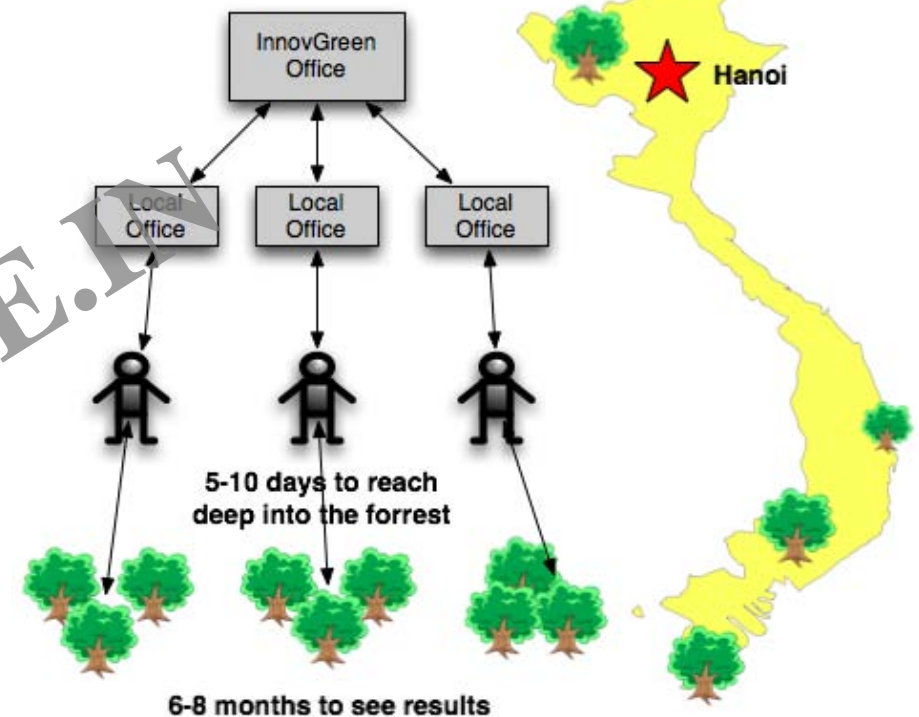 InnovGreen
Office
Hanoi
Local
Office
Local
Office
Local
Office
E.IN
5-10 days to reach
deep into the forrest
6-8 months to see results